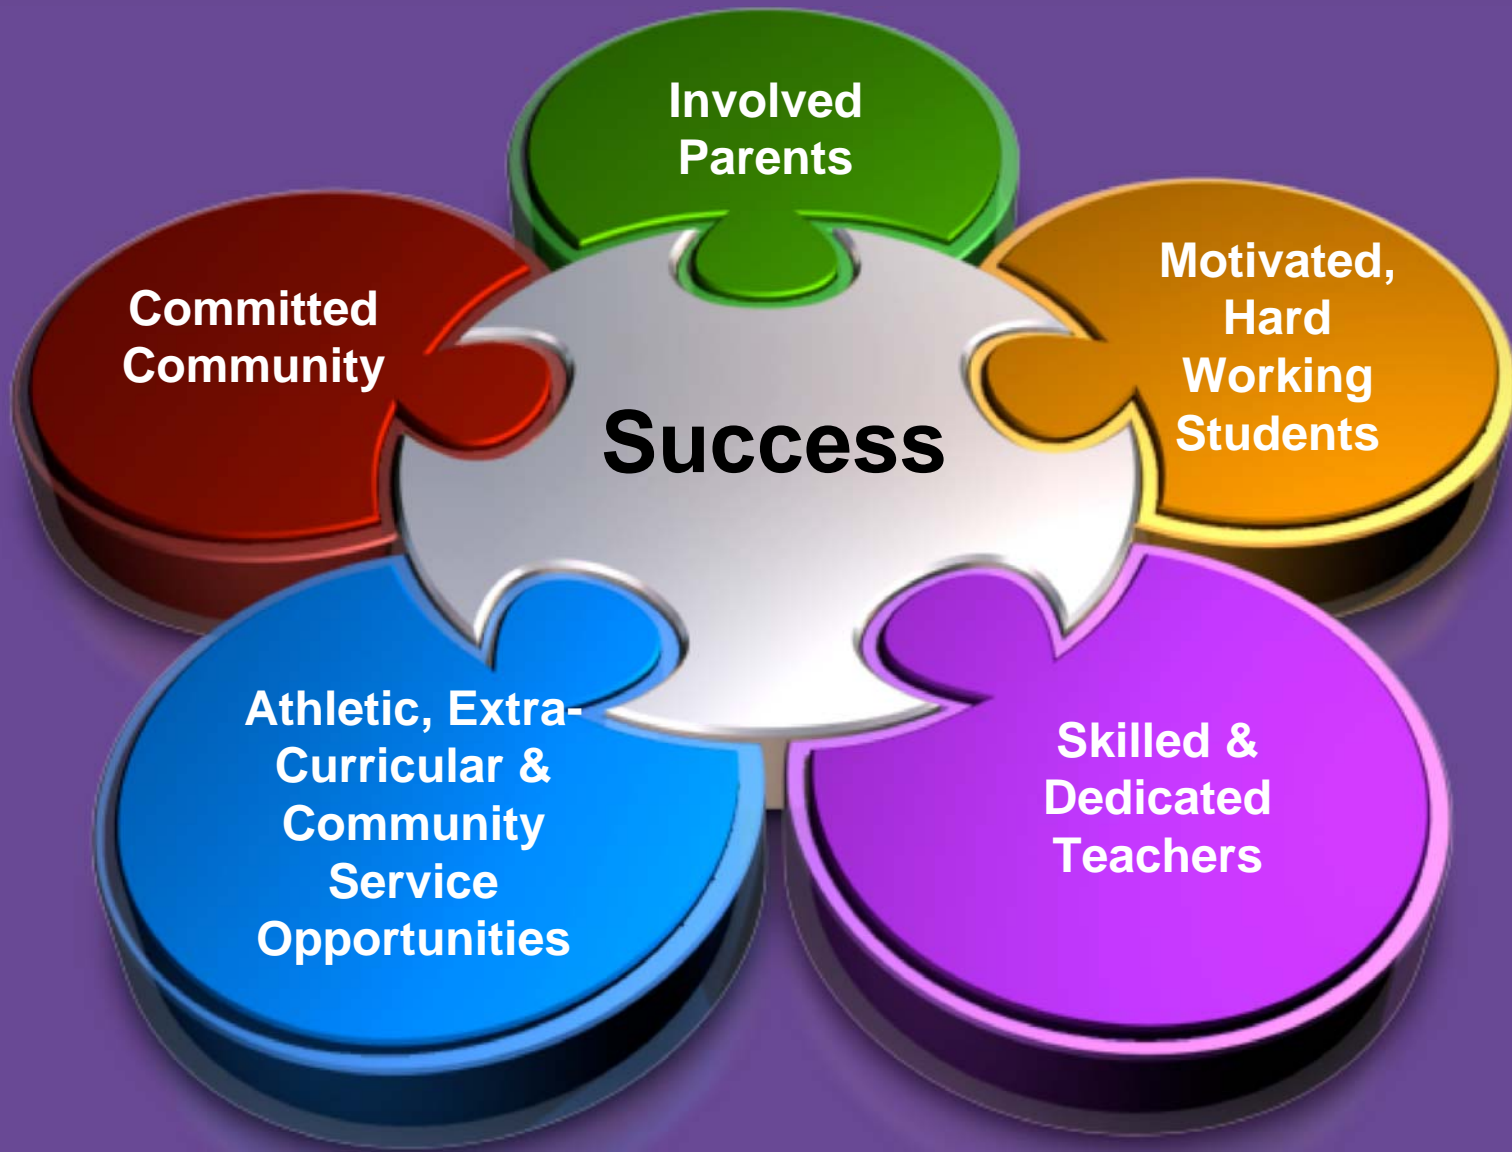 Involved
Parents
Committed
Community
Motivated,
Hard
Working
Students
Success
Athletic, Extra-
Curricular &
Community
Service
Opportunities
Skilled &
Dedicated
Teachers